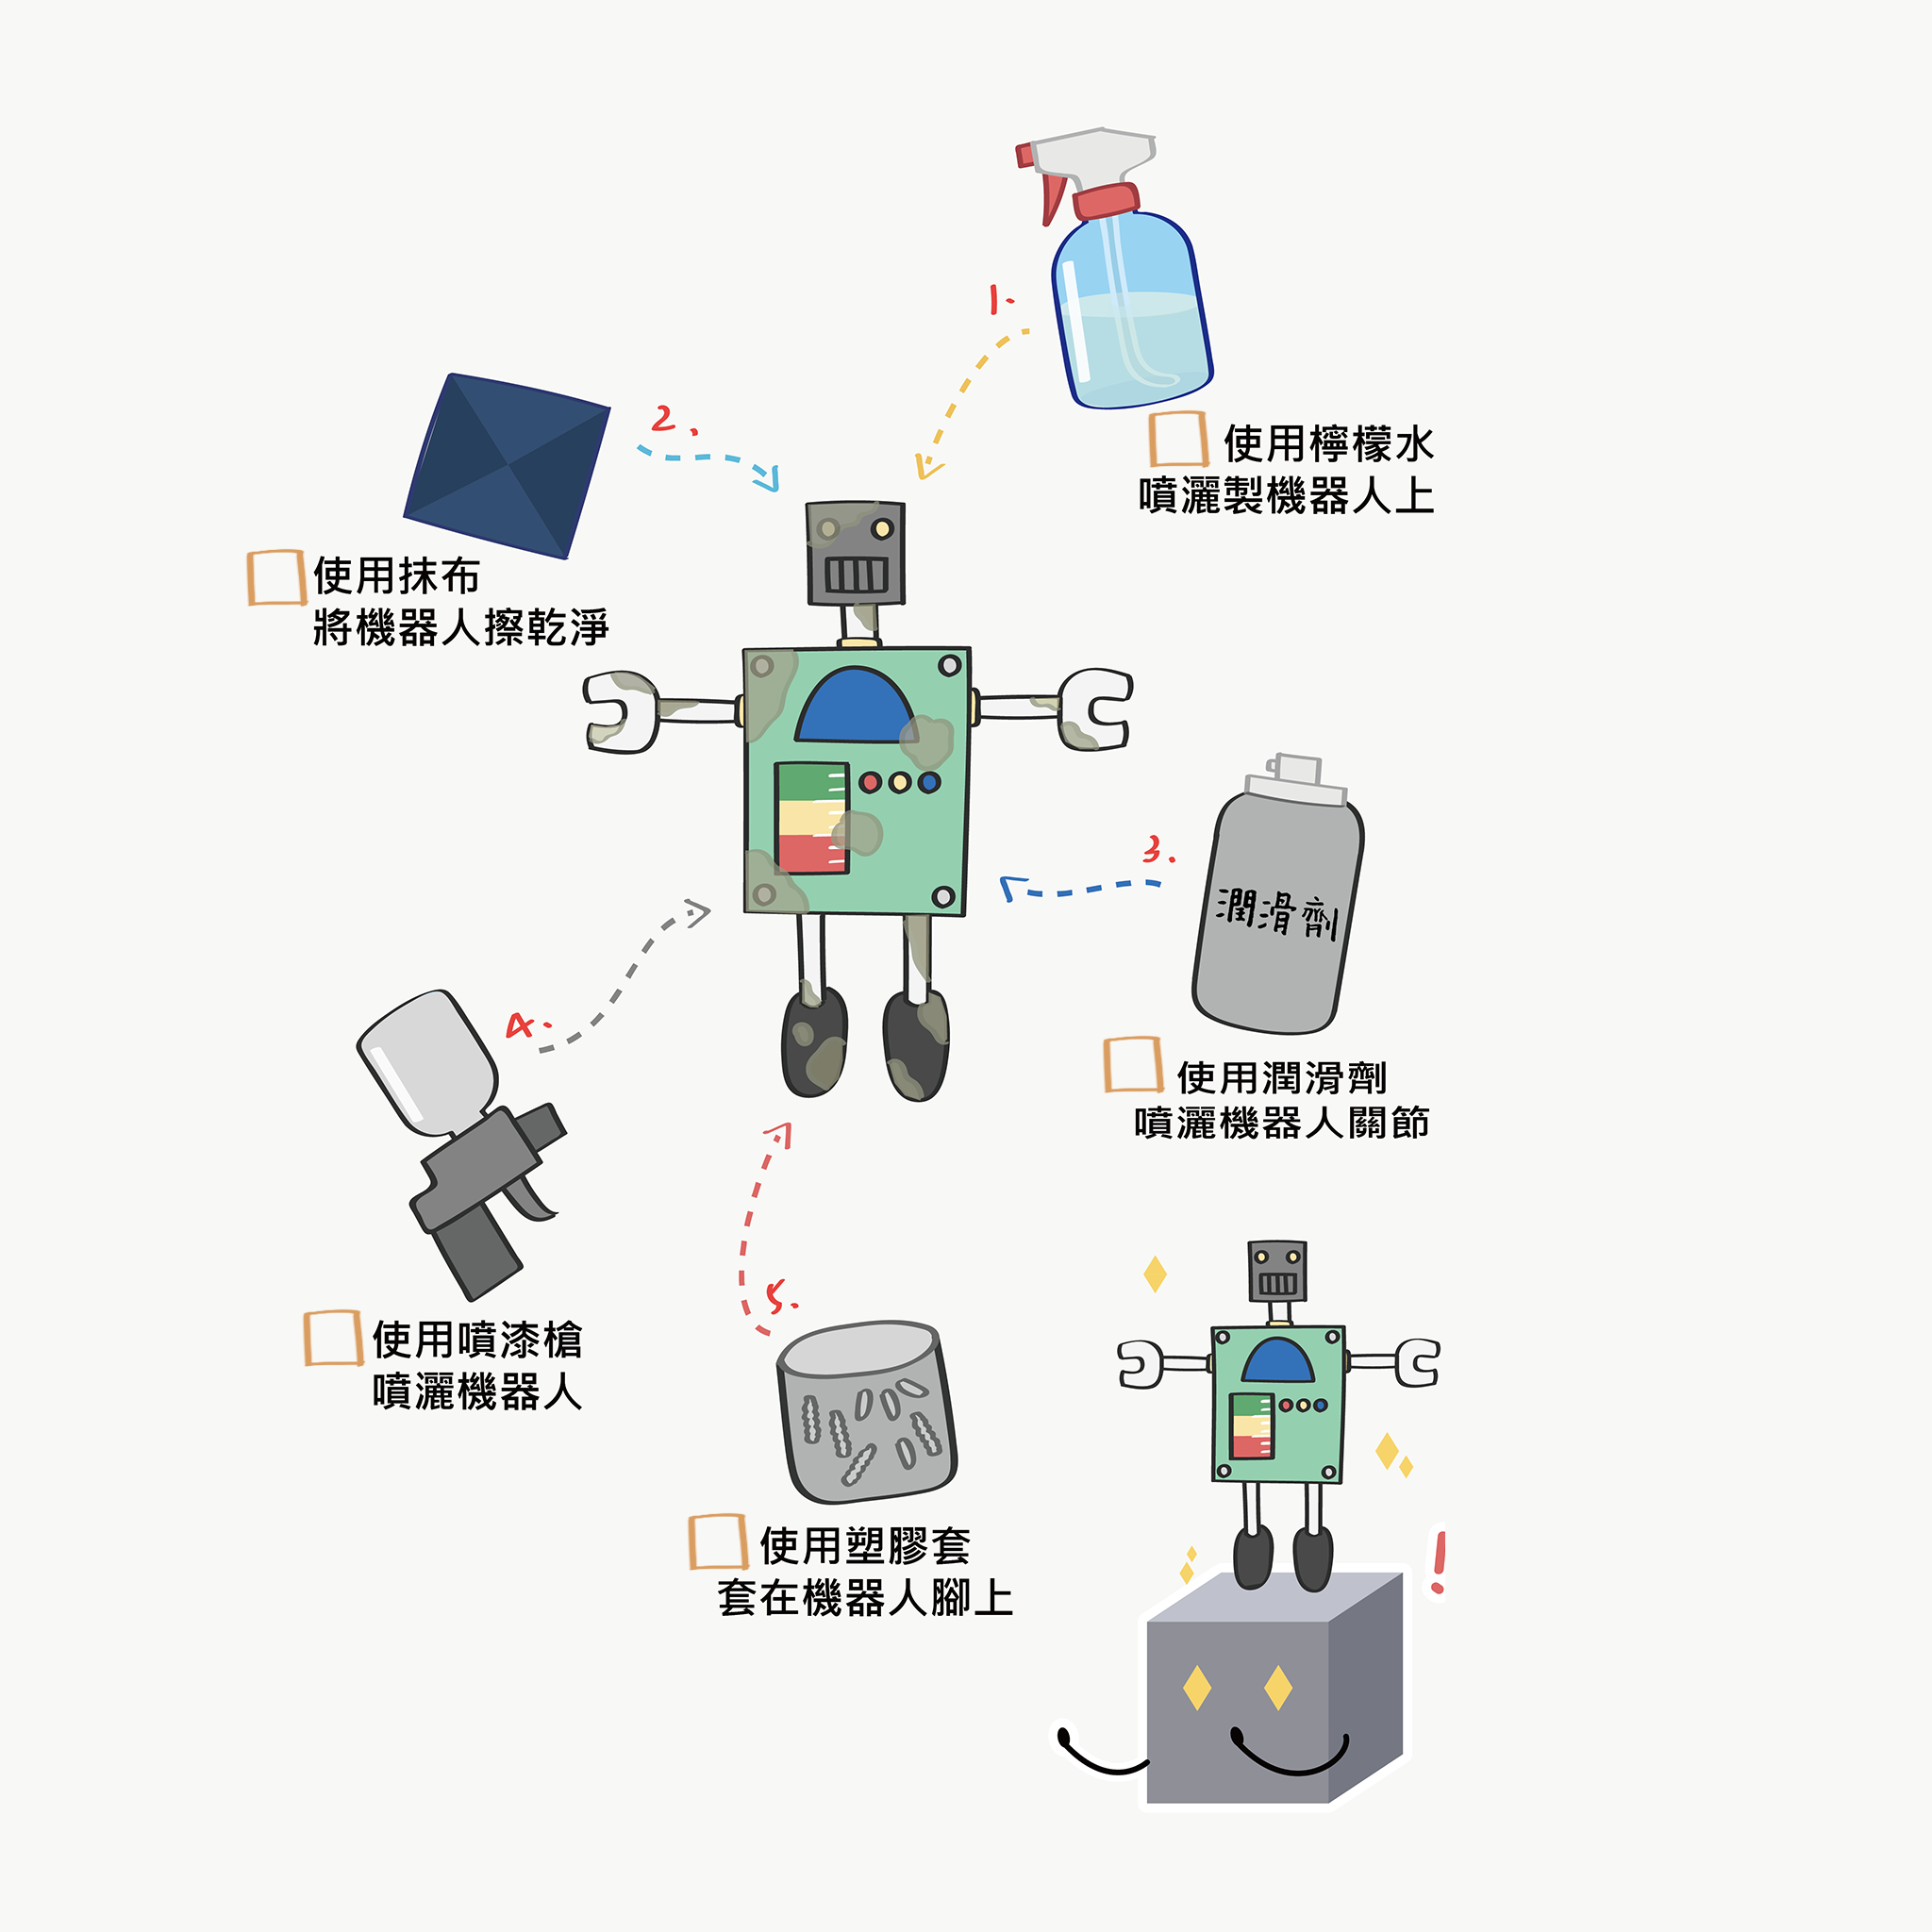 1.
使用檸檬水
噴灑製機器人上
2.
使用抹布
將機器人擦乾淨
3.
潤滑劑
使用潤滑劑
噴灑機器人關節
4.
使用噴漆槍
噴灑機器人
5.
使用塑膠套
套在機器人腳上
!